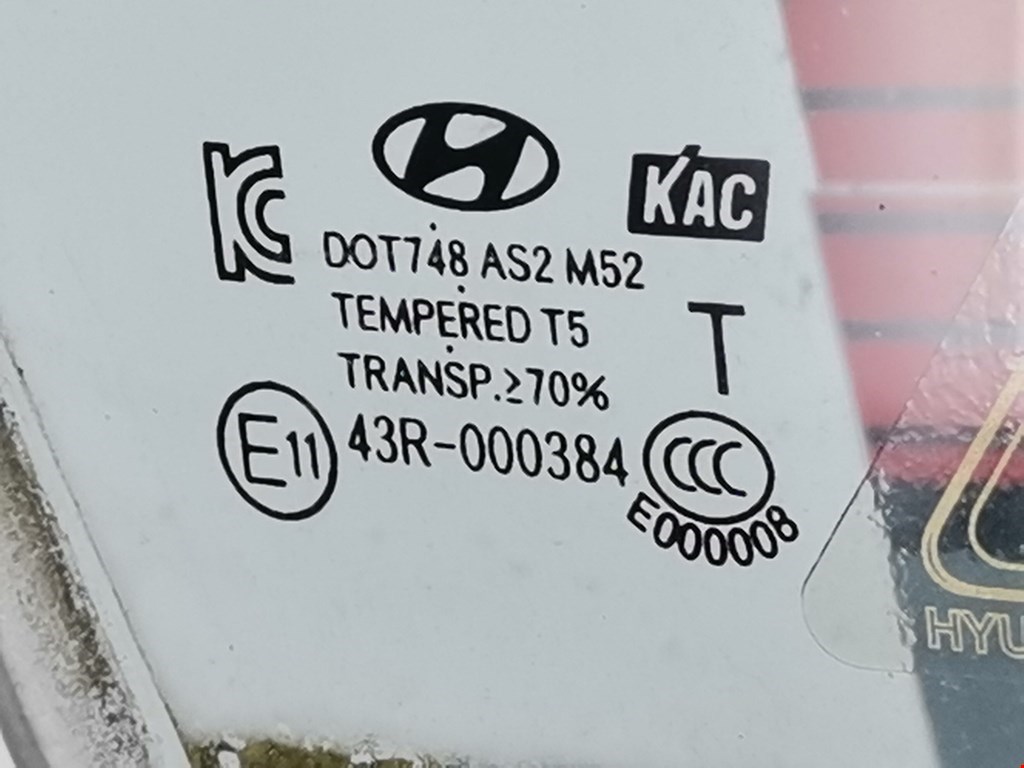 KC
KAC
DOT748 AS2 M52
TEMPERED T5
T
TRANSP.≥70%
E11 43R-000384 CCC
E000008
HYU